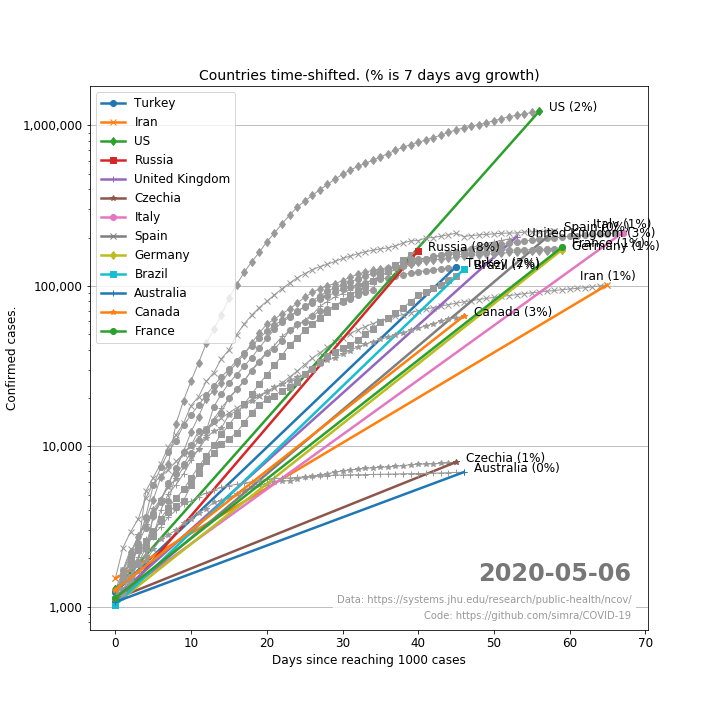 Countries time-shifted. (% is 7 days avg growth)
Turkey
Iran
US
Russia
United Kingdom
Czechia
Italy
Spain
Germany
Brazil
Australia
Canada
France
1,000,000
100,000
10,000
1,000
Confirmed cases.
US (2%)
Italy (1%)
Spain (0%)
United Kingdom (3%)
France (1%)
Germany (1%)
Russia (8%)
Turkey (2%)
Brazil (7%)
Iran (1%)
Canada (3%)
Czechia (1%)
Australia (0%)
2020-05-06
Data: https://systems.jhu.edu/research/public-health/ncov/
Code: https://github.com/simra/COVID-19
0 10 20 30 40 50 60 70
Days since reaching 1000 cases